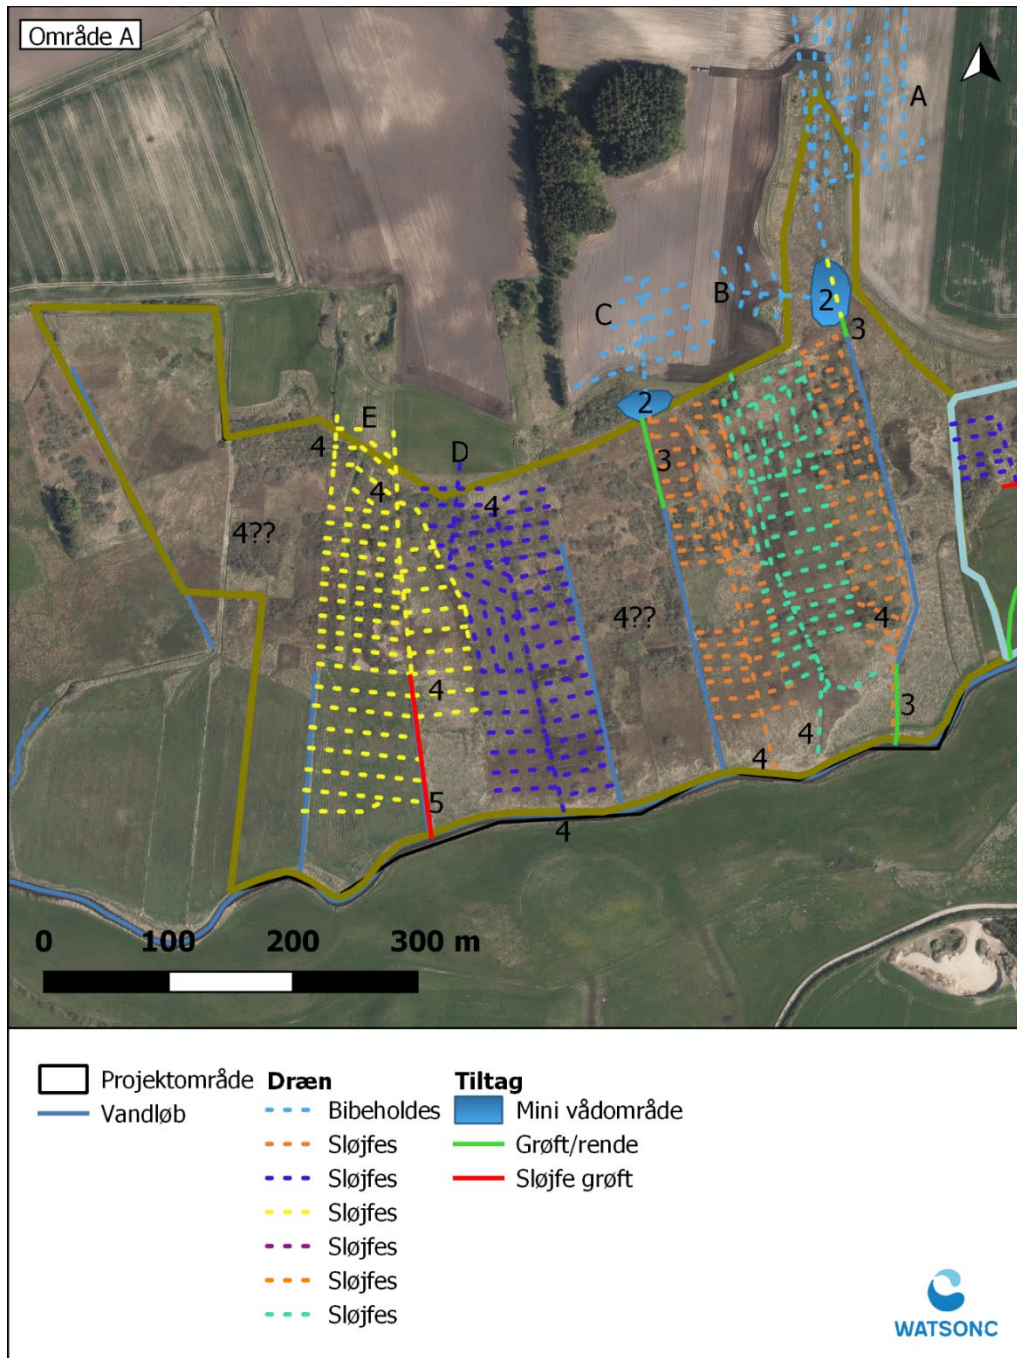 Område A
A
B
2
C
3
2
E
4
D
3
4
4
4??
4??
4
4
3
4
4
5
4
0 100 200 300 m
Projektområde
Vandløb
Dræn
Bibeholdes
Sløjfes
Sløjfes
Sløjfes
Sløjfes
Sløjfes
Sløjfes
Tiltag
Mini vådområde
Grøft/rende
Sløjfe grøft
WATSONC